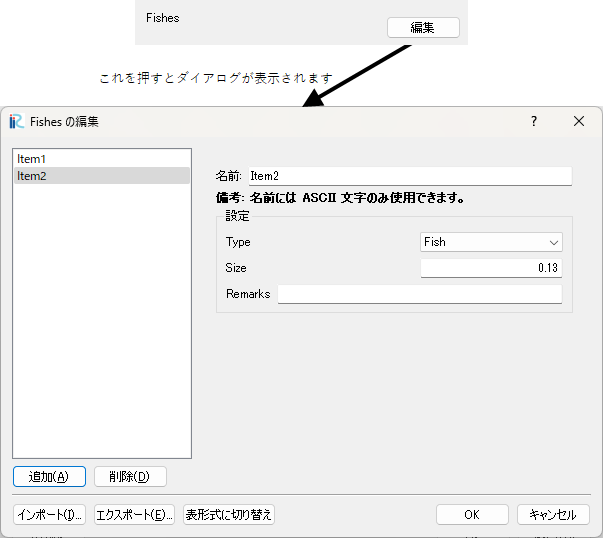 Fishes
編集
これを押すとダイアログが表示されます
Fishes の編集
?
Item1
Item2
名前: Item2
備考: 名前には ASCII 文字のみ使用できます。
設定
Type Fish
Size 0.13
Remarks
追加(A) 削除(D)
インポート(I)... エクスポート(E)... 表形式に切り替え OK キャンセル